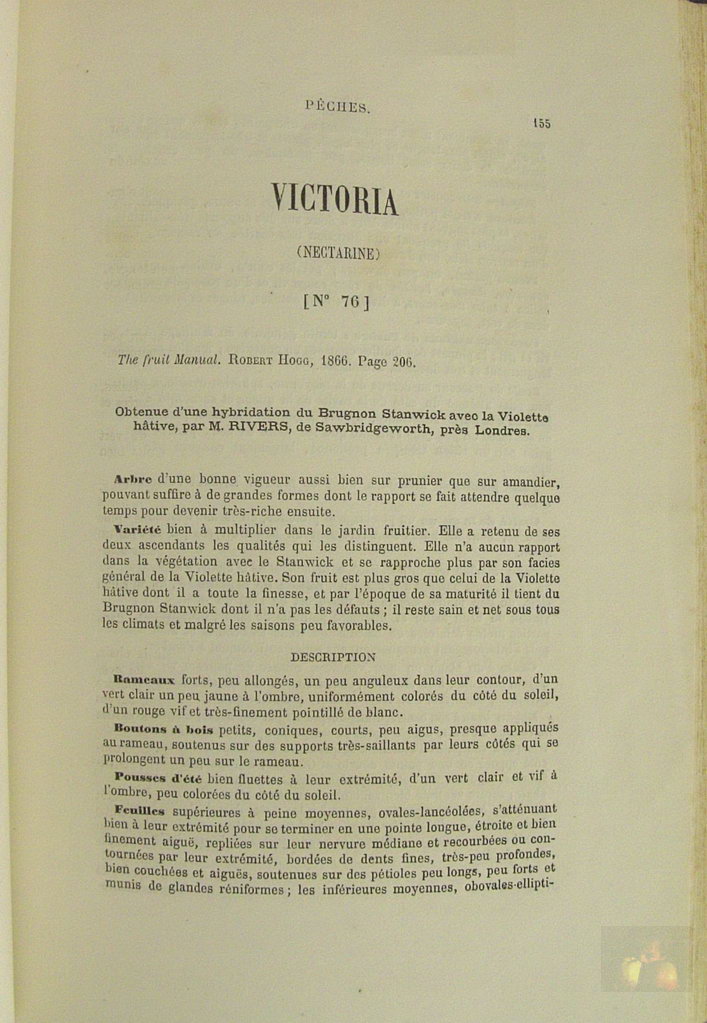 PÊCHES.
155
VICTORIA
(NECTARINE)
[N° 76]
The fruit Manual. ROBERT HOGG, 1866. Page 206.
Obtenue d'une hybridation du Brugnon Stanwick avec la Violette
hâtive, par M. RIVERS, de Sawbridgeworth, près Londres.
Arbre d'une bonne vigueur aussi bien sur prunier que sur amandier,
pouvant suffire à de grandes formes dont le rapport se fait attendre quelque
temps pour devenir très-riche ensuite.
Variété bien à multiplier dans le jardin fruitier. Elle a retenu de ses
deux ascendants les qualités qui les distinguent. Elle n'a aucun rapport
dans la végétation avec le Stanwick et se rapproche plus par son facies
général de la Violette hâtive. Son fruit est plus gros que celui de la Violette
hâtive dont il a toute la finesse, et par l'époque de sa maturité il tient du
Brugnon Stanwick dont il n'a pas les défauts ; il reste sain et net sous tous
les climats et malgré les saisons peu favorables.
DESCRIPTION
Rameaux forts, peu allongés, un peu anguleux dans leur contour, d'un
vert clair un peu jaune à l'ombre, uniformément colorés du côté du soleil,
d'un rouge vif et très-finement pointillé de blanc.
Boutons à bois petits, coniques, courts, peu aigus, presque appliqués
au rameau, soutenus sur des supports très-saillants par leurs côtés qui se
prolongent un peu sur le rameau.
Pousses d'été bien fluettes à leur extrémité, d'un vert clair et vif à
l'ombre, peu colorées du côté du soleil.
Feuilles supérieures à peine moyennes, ovales-lancéolées, s'atténuant
bien à leur extrémité pour se terminer en une pointe longue, étroite et bien
finement aiguë, repliées sur leur nervure médiane et recourbées ou con-
tournées par leur extrémité, bordées de dents fines, très-peu profondes,
bien couchées et aiguës, soutenues sur des pétioles peu longs, peu forts et
munis de glandes réniformes ; les inférieures moyennes, obovales-ellipti-